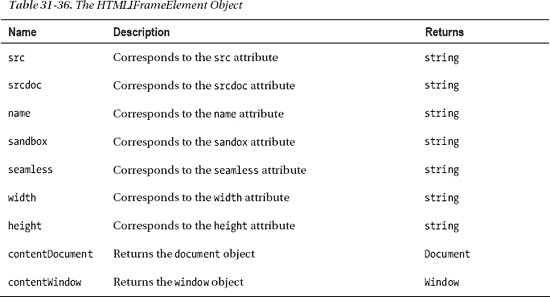 Table 31-36. The HTMLIFrameElement Object
Name Description Returns
src Corresponds to the src attribute string
srcdoc Corresponds to the srcdoc attribute string
name Corresponds to the name attribute string
sandbox Corresponds to the sandox attribute string
seamless Corresponds to the seamless attribute string
width Corresponds to the width attribute string
height Corresponds to the height attribute string
contentDocument Returns the document object Document
contentWindow Returns the window object Window